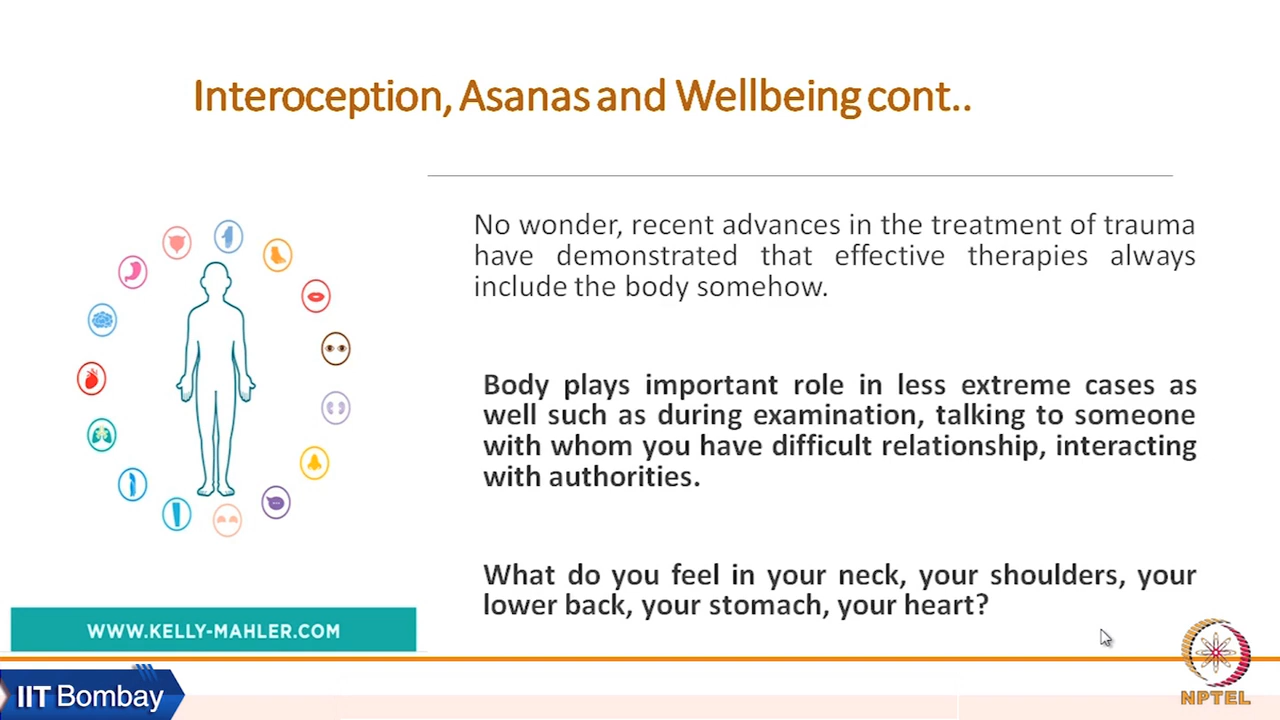 Interoception, Asanas and Wellbeing cont..
No wonder, recent advances in the treatment of trauma
have demonstrated that effective therapies always
include the body somehow.
Body plays important role in less extreme cases as
well such as during examination, talking to someone
with whom you have difficult relationship, interacting
with authorities.
What do you feel in your neck, your shoulders, your
lower back, your stomach, your heart?
WWW.KELLY-MAHLER.COM
IIT Bombay
NPTEL